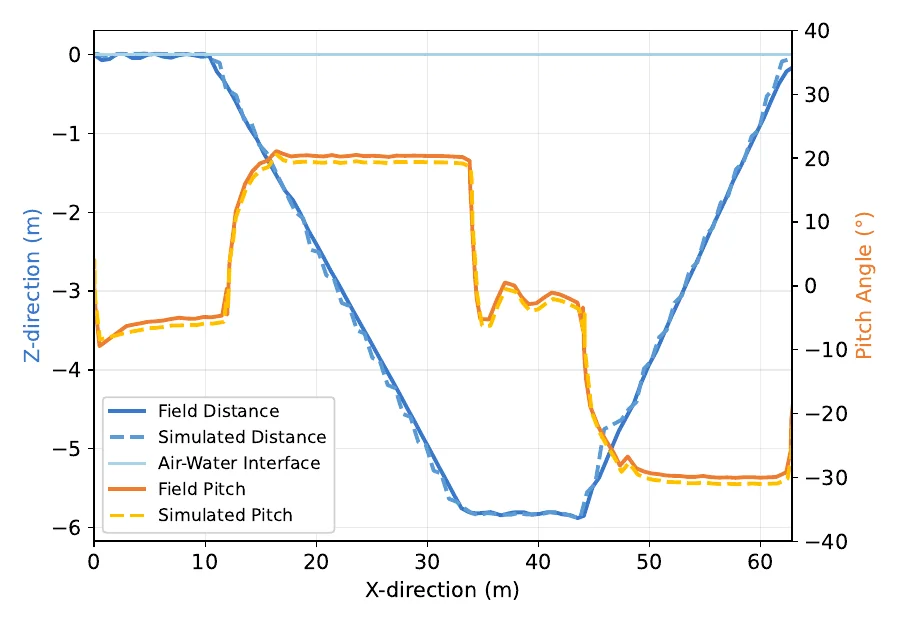 0
−1
−2
−3
−4
−5
−6
Z-direction (m)
40
30
20
10
0
−10
−20
−30
−40
Pitch Angle (°)
Field Distance
Simulated Distance
Air-Water Interface
Field Pitch
Simulated Pitch
0 10 20 30 40 50 60
X-direction (m)